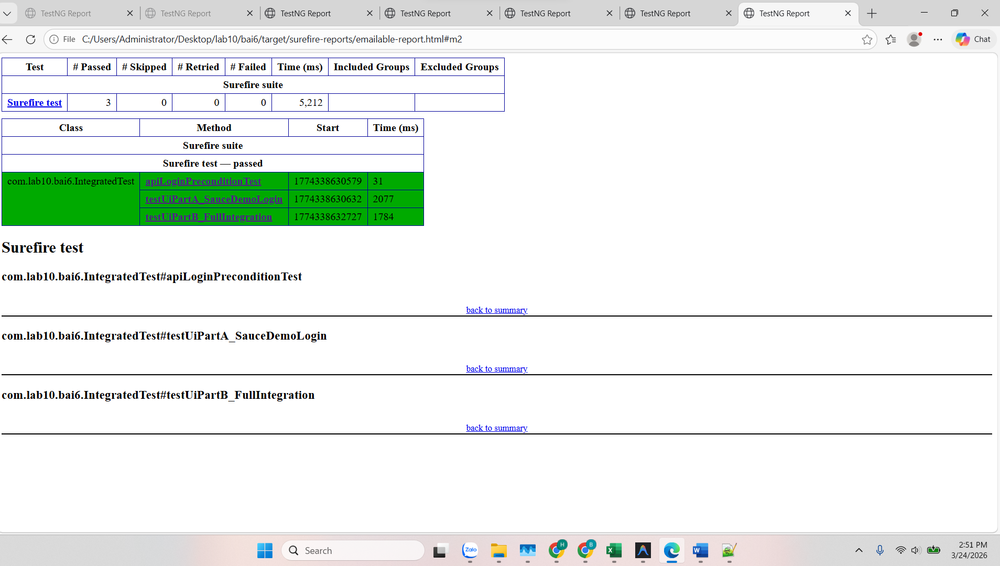 TestNG Report
TestNG Report
TestNG Report
TestNG Report
TestNG Report
TestNG Report
TestNG Report
File C:/Users/Administrator/Desktop/lab10/bai6/target/surefire-reports/emailable-report.html#m2
Chat
Test # Passed # Skipped # Retried # Failed Time (ms) Included Groups Excluded Groups
Surefire suite
Surefire test 3 0 0 0 5,212
Class Method Start Time (ms)
Surefire suite
Surefire test — passed
com.lab10.bai6.IntegratedTest apiLoginPreconditionTest 1774338630579 31
testUiPartA_SauceDemoLogin 1774338630632 2077
testUiPartB_FullIntegration 1774338632727 1784
Surefire test
com.lab10.bai6.IntegratedTest#apiLoginPreconditionTest
back to summary
com.lab10.bai6.IntegratedTest#testUiPartA_SauceDemoLogin
back to summary
com.lab10.bai6.IntegratedTest#testUiPartB_FullIntegration
back to summary
Search
Zalo
H
B
X
W
2:51 PM
3/24/2026